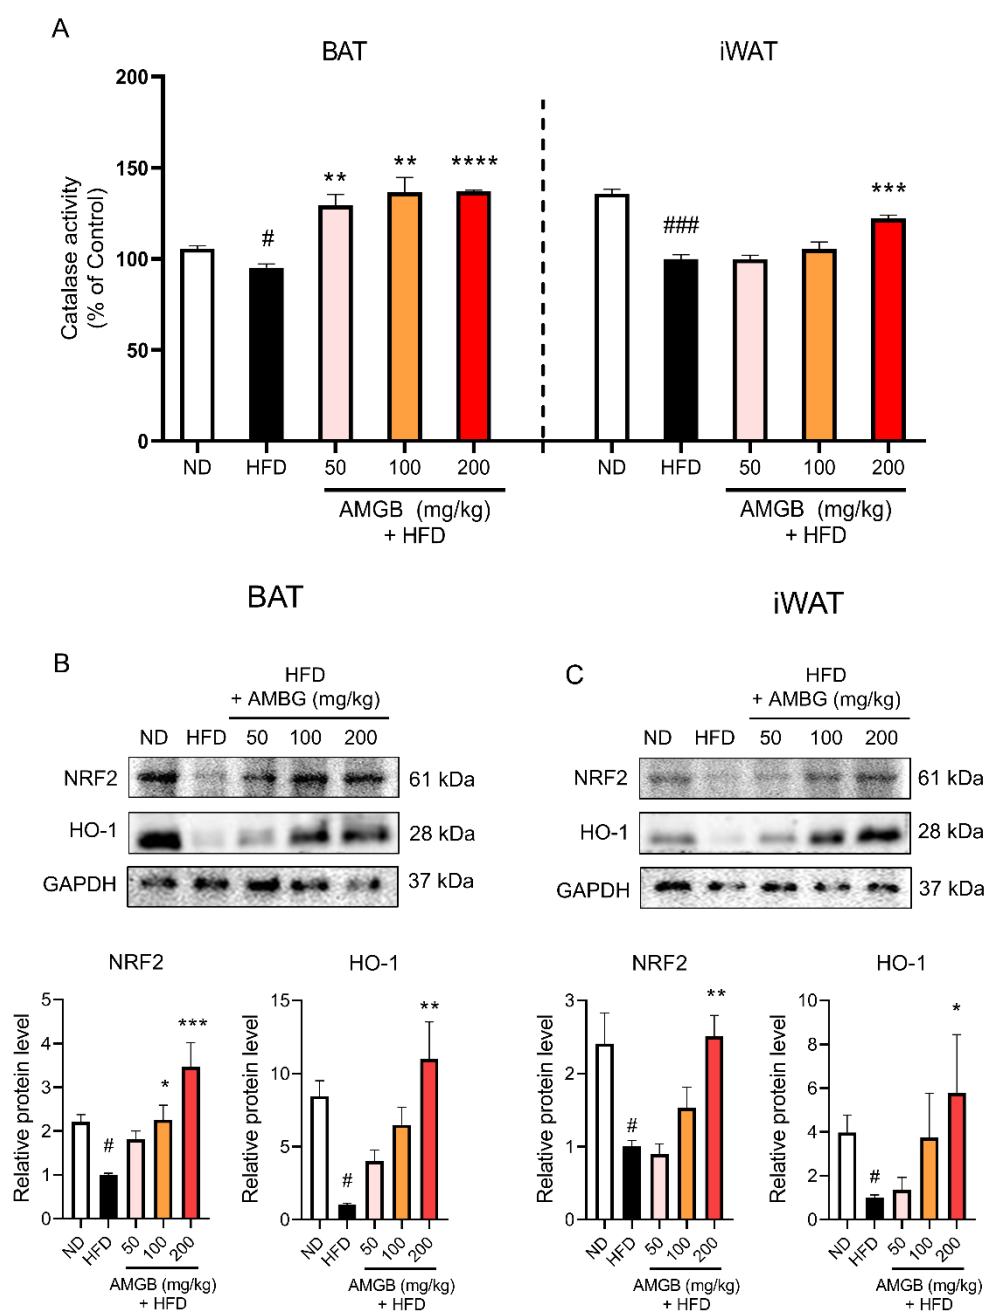 A
BAT
iWAT
Catalase activity
(% of Control)
200
150
100
50
0
#
**
**
****
###
***
ND
HFD
50
100
200
ND
HFD
50
100
200
AMGB (mg/kg)
+ HFD
AMGB (mg/kg)
+ HFD
BAT
iWAT
B
HFD
+ AMBG (mg/kg)
ND HFD 50 100 200
NRF2 61 kDa
HO-1 28 kDa
GAPDH 37 kDa
C
HFD
+ AMBG (mg/kg)
ND HFD 50 100 200
NRF2 61 kDa
HO-1 28 kDa
GAPDH 37 kDa
NRF2
Relative protein level
5
4
3
2
1
0
#
*
***
ND
HFD
50
100
200
AMGB (mg/kg)
+ HFD
HO-1
Relative protein level
15
10
5
0
#
**
ND
HFD
50
100
200
AMGB (mg/kg)
+ HFD
NRF2
Relative protein level
3
2
1
0
#
**
ND
HFD
50
100
200
AMGB (mg/kg)
+ HFD
HO-1
Relative protein level
10
8
6
4
2
0
#
*
ND
HFD
50
100
200
AMGB (mg/kg)
+ HFD